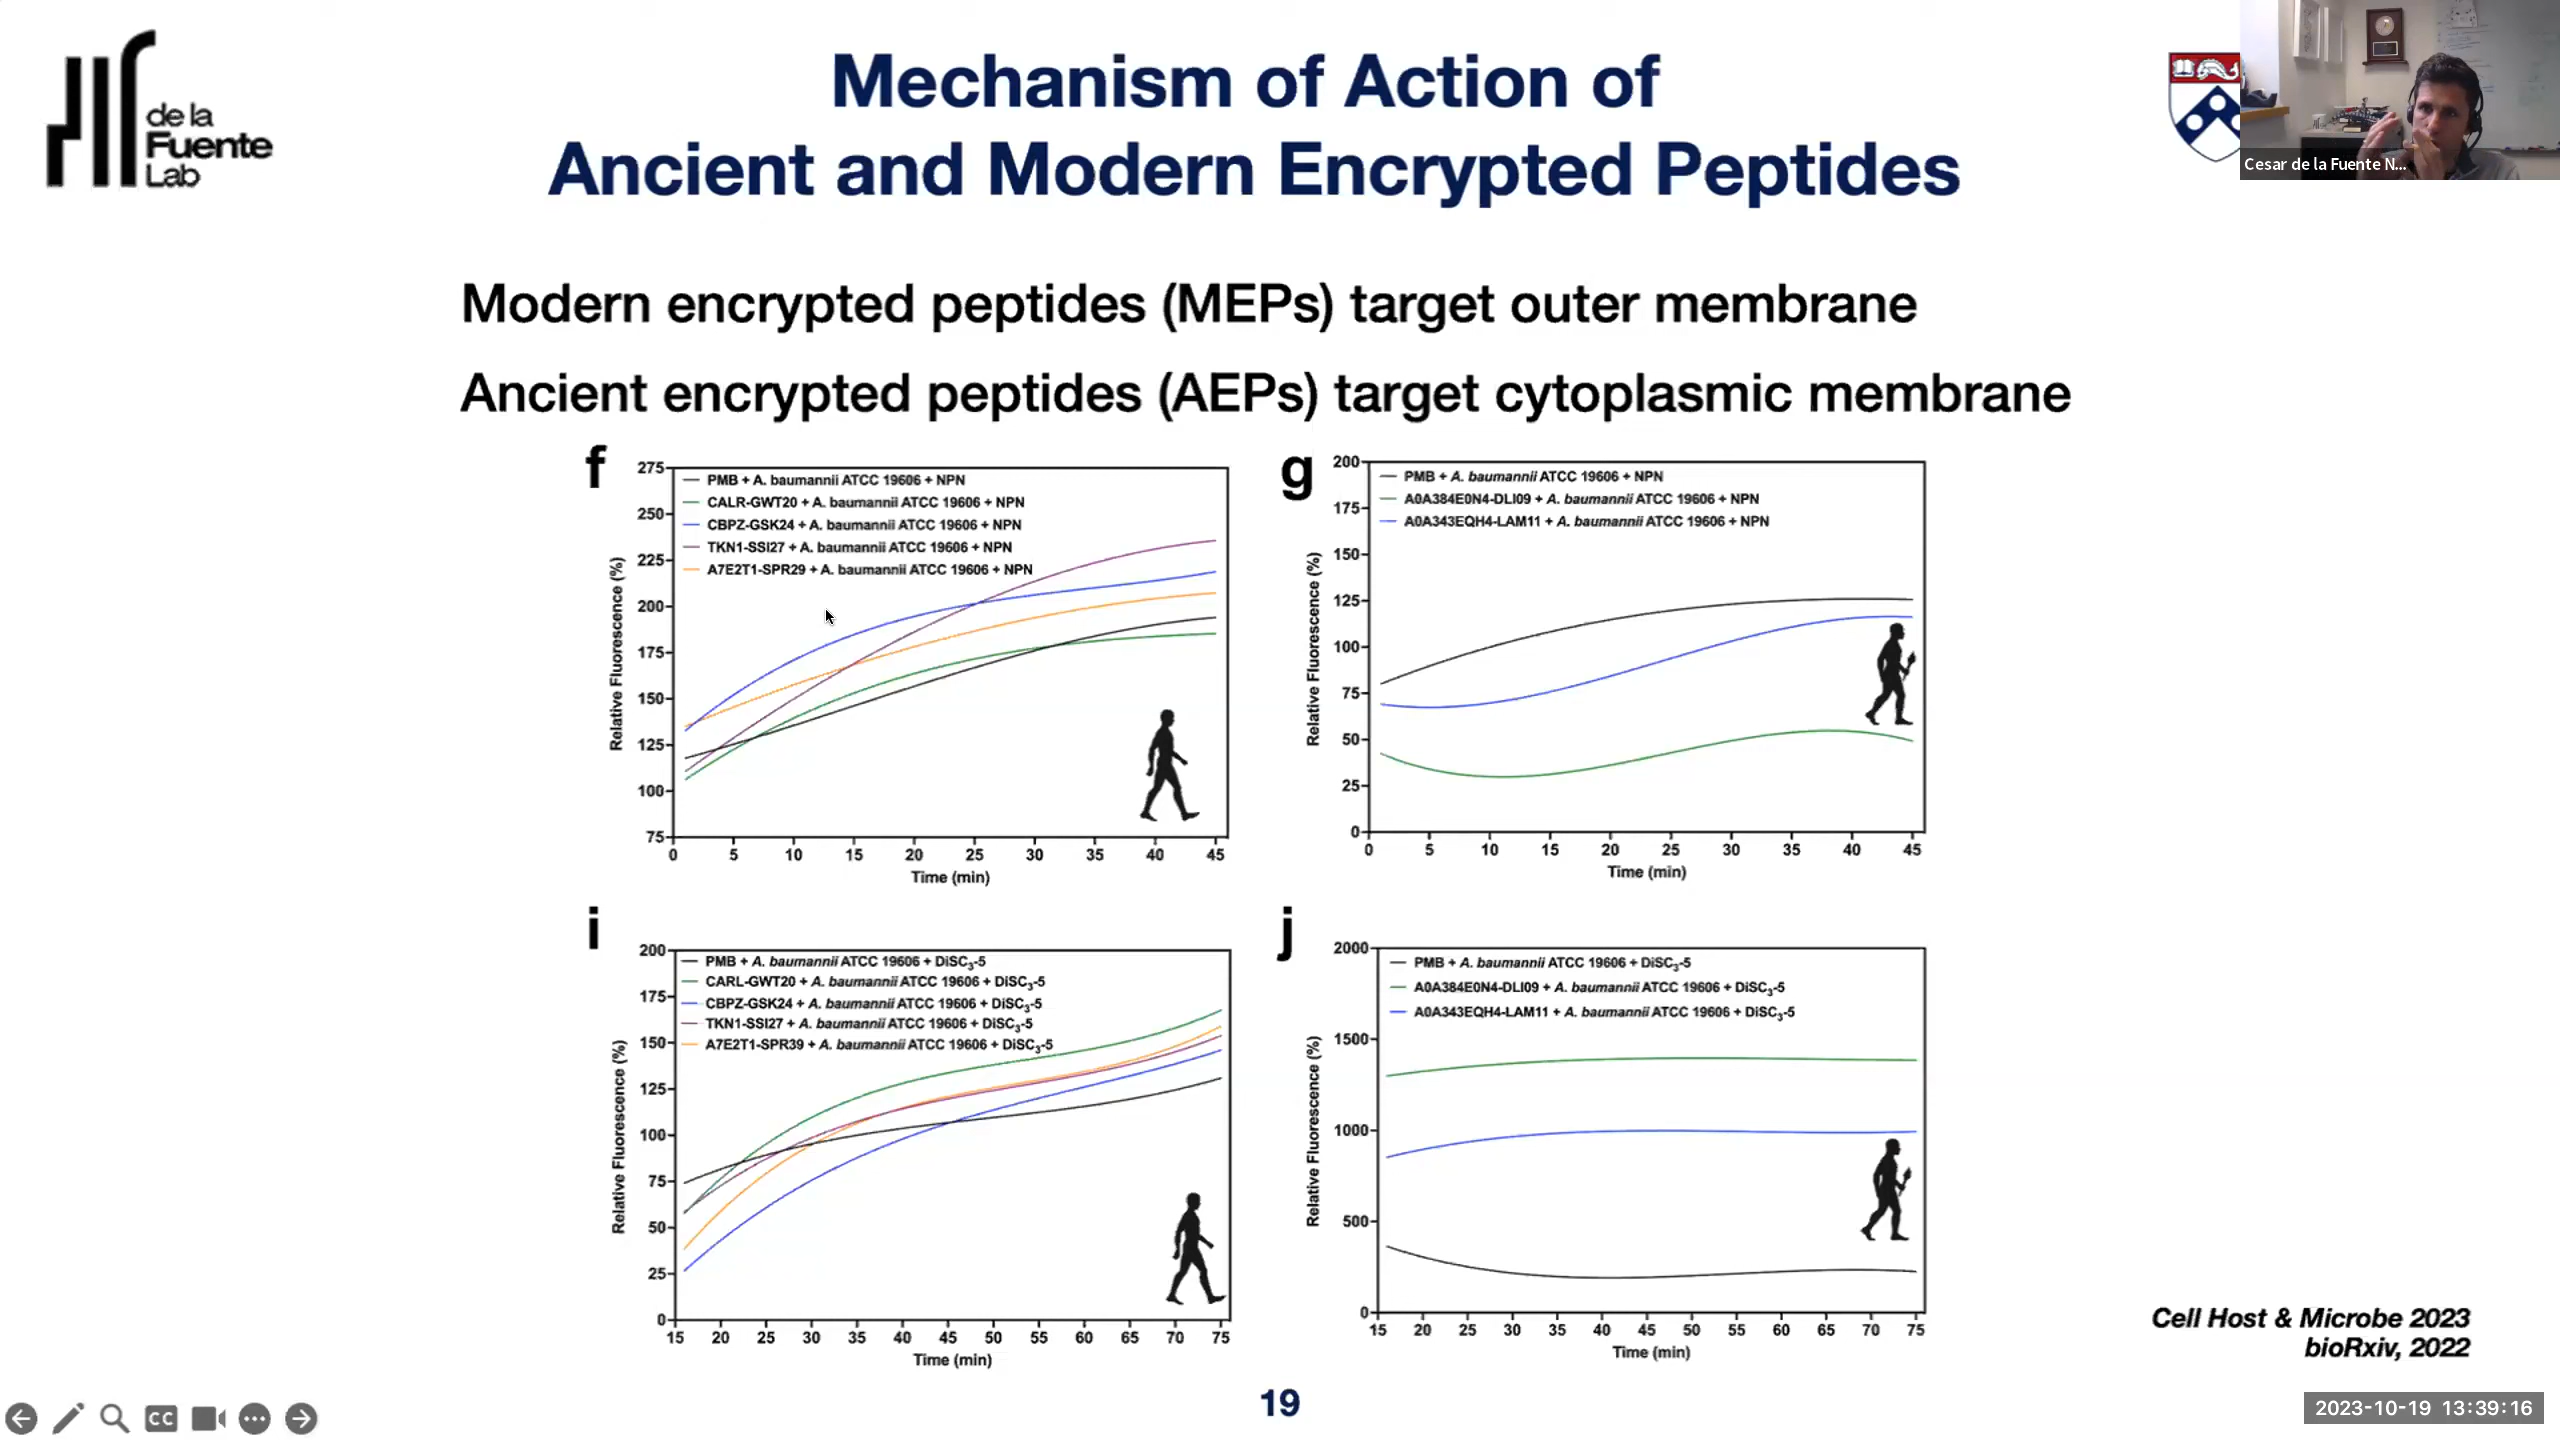 de la
Fuente
Lab
Mechanism of Action of
Ancient and Modern Encrypted Peptides
Cesar de la Fuente N...
Modern encrypted peptides (MEPs) target outer membrane
Ancient encrypted peptides (AEPs) target cytoplasmic membrane
f
275
250
225
200
175
150
125
100
75
Relative Fluorescence (%)
PMB + A. baumannii ATCC 19606 + NPN
CALR-GWT20 + A. baumannii ATCC 19606 + NPN
CBPZ-GSK24 + A. baumannii ATCC 19606 + NPN
TKN1-SSI27 + A. baumannii ATCC 19606 + NPN
A7E2T1-SPR29 + A. baumannii ATCC 19606 + NPN
0 5 10 15 20 25 30 35 40 45
Time (min)
g
200
175
150
125
100
75
50
25
0
Relative Fluorescence (%)
PMB + A. baumannii ATCC 19606 + NPN
A0A384E0N4-DLI09 + A. baumannii ATCC 19606 + NPN
A0A343EQH4-LAM11 + A. baumannii ATCC 19606 + NPN
0 5 10 15 20 25 30 35 40 45
Time (min)
i
200
175
150
125
100
75
50
25
0
Relative Fluorescence (%)
PMB + A. baumannii ATCC 19606 + DiSC3-5
CARL-GWT20 + A. baumannii ATCC 19606 + DiSC3-5
CBPZ-GSK24 + A. baumannii ATCC 19606 + DiSC3-5
TKN1-SSI27 + A. baumannii ATCC 19606 + DiSC3-5
A7E2T1-SPR39 + A. baumannii ATCC 19606 + DiSC3-5
15 20 25 30 35 40 45 50 55 60 65 70 75
Time (min)
j
2000
1500
1000
500
0
Relative Fluorescence (%)
PMB + A. baumannii ATCC 19606 + DiSC3-5
A0A384E0N4-DLI09 + A. baumannii ATCC 19606 + DiSC3-5
A0A343EQH4-LAM11 + A. baumannii ATCC 19606 + DiSC3-5
15 20 25 30 35 40 45 50 55 60 65 70 75
Time (min)
Cell Host & Microbe 2023
bioRxiv, 2022
CC
19
2023-10-19 13:39:16